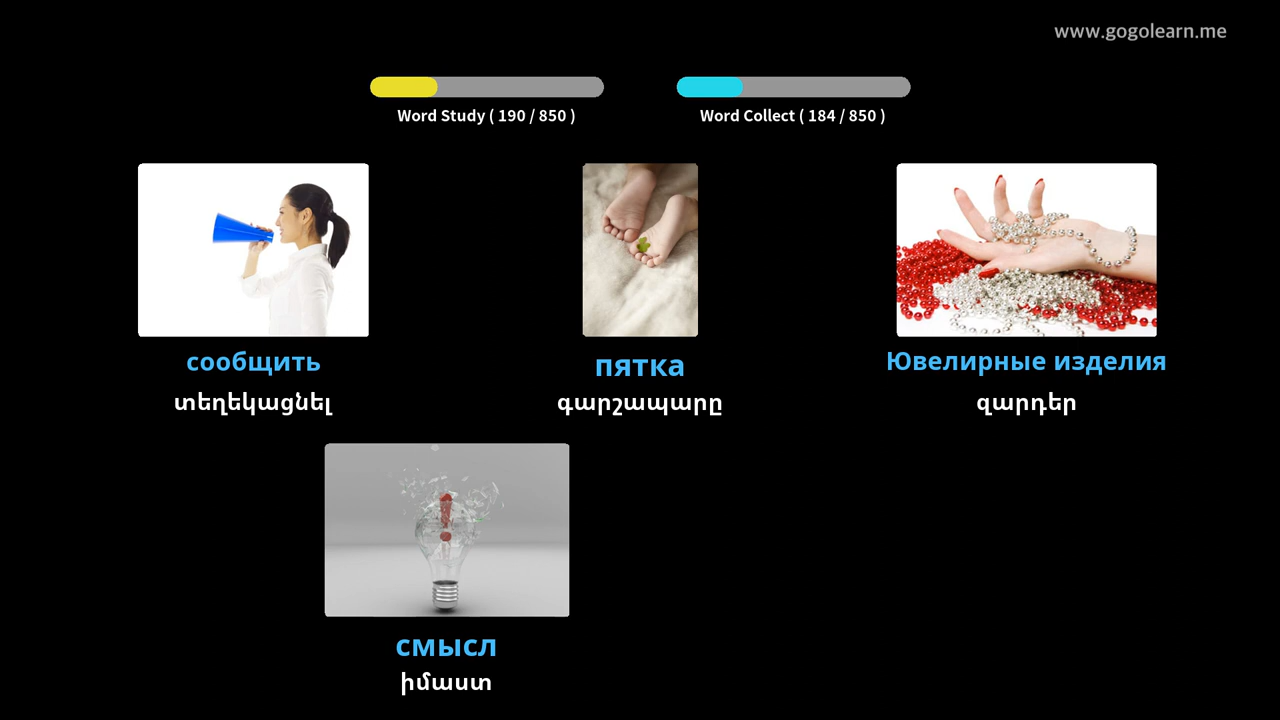 www.gogolearn.me
Word Study ( 190 / 850 )
Word Collect ( 184 / 850 )
сообщить
пятка
Ювелирные изделия
տեղեկացնել
գարշապարը
զարդեր
смысл
իմաստ